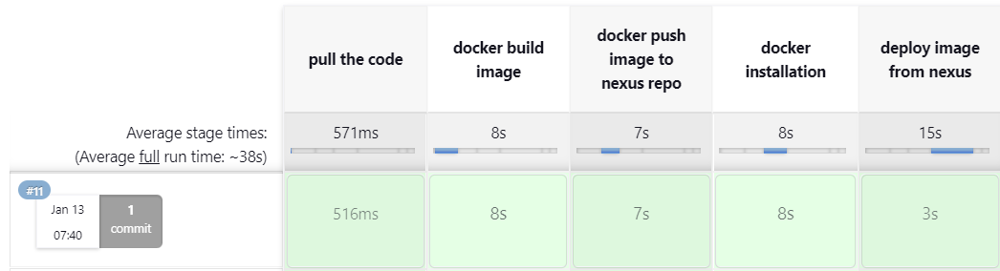 pull the code
docker build
image
docker push
image to
nexus repo
docker
installation
deploy image
from nexus
Average stage times:
(Average full run time: ~38s)
571ms
8s
7s
8s
15s
#11
Jan 13
07:40
1
commit
516ms
8s
7s
8s
3s